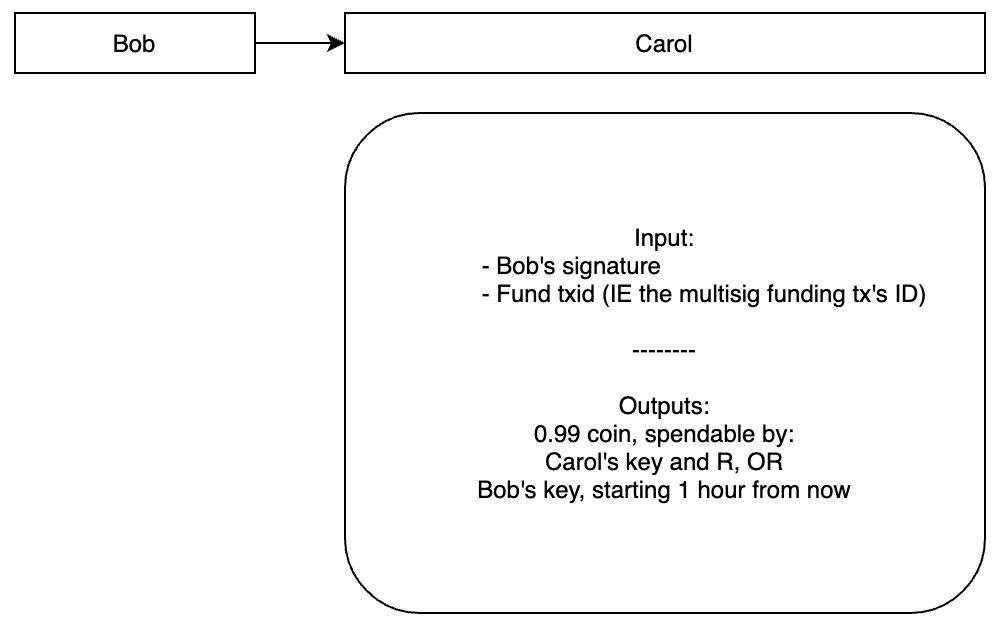 Bob
Carol
Input:
- Bob's signature
- Fund txid (IE the multisig funding tx's ID)
--------
Outputs:
0.99 coin, spendable by:
Carol's key and R, OR
Bob's key, starting 1 hour from now